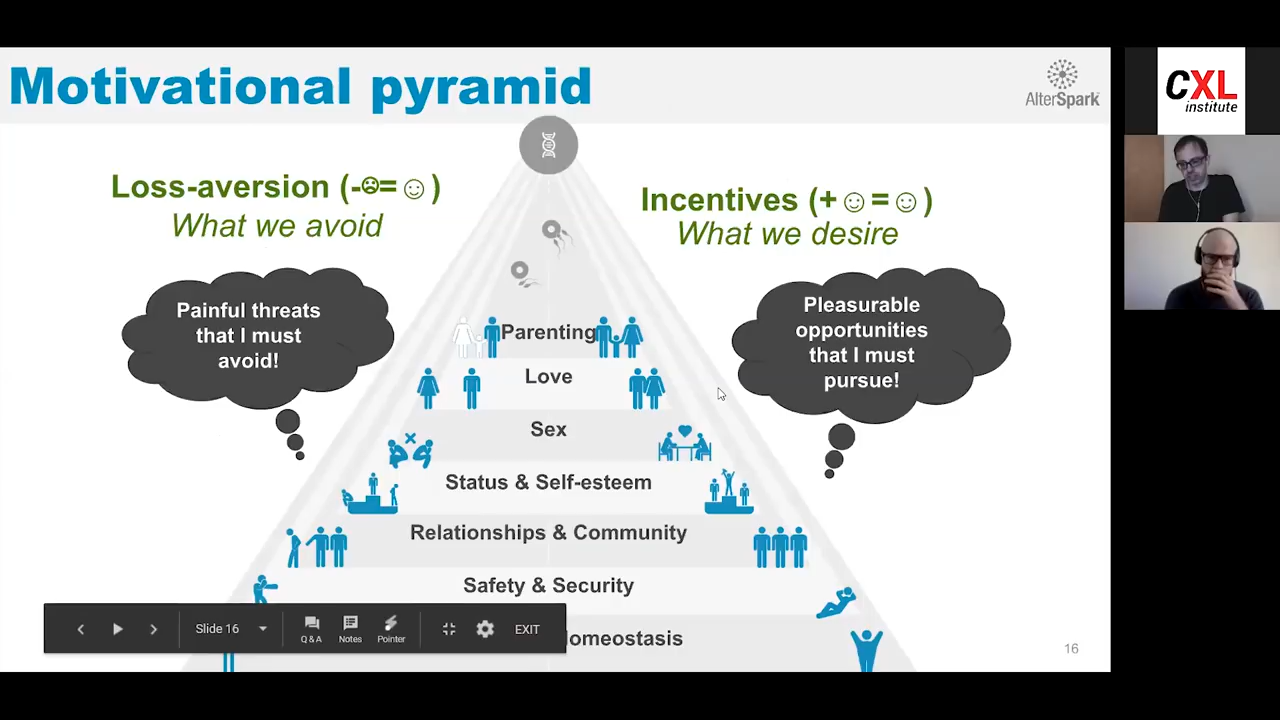 Motivational pyramid
AlterSpark
CXL
institute
Loss-aversion (-☹=☺)
What we avoid
Incentives (+☺=☺)
What we desire
Painful threats
that I must
avoid!
Pleasurable
opportunities
that I must
pursue!
Parenting
Love
Sex
Status & Self-esteem
Relationships & Community
Safety & Security
omeostasis
Slide 16
Q & A
Notes
Pointer
EXIT
16